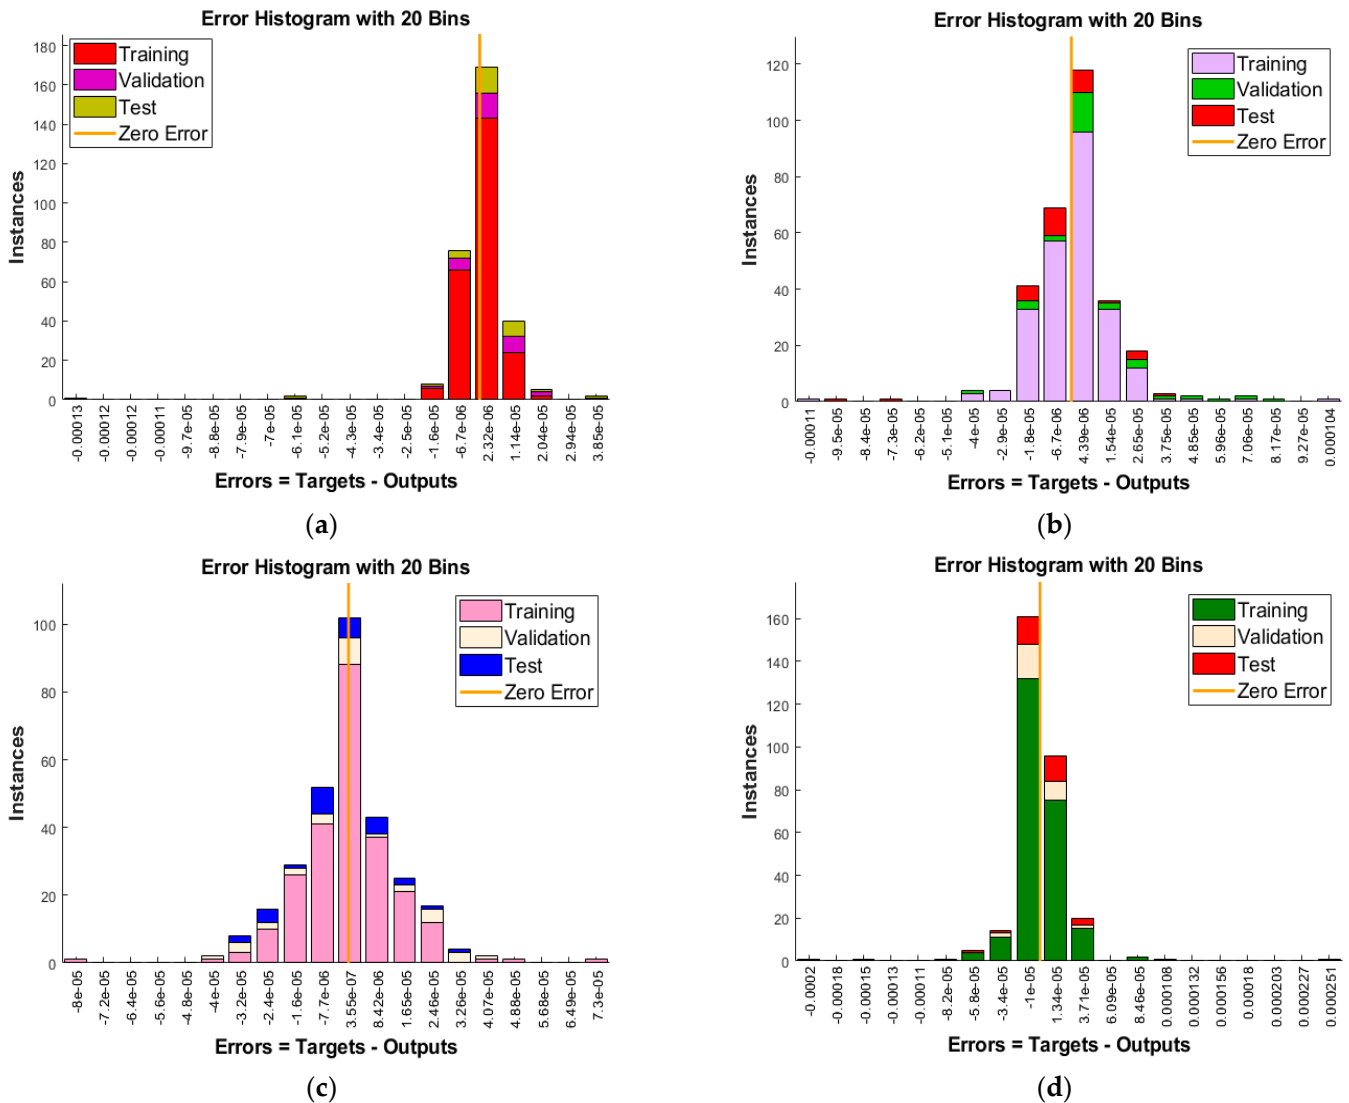 Error Histogram with 20 Bins
180
160
140
120
100
80
60
40
20
0
Instances
Training
Validation
Test
Zero Error
-0.00013
-0.00012
-0.00012
-0.00011
-9.7e-05
-8.8e-05
-7.9e-05
-7e-05
-6.1e-05
-5.2e-05
-4.3e-05
-3.4e-05
-2.5e-05
-1.6e-05
-6.7e-06
2.32e-06
1.14e-05
2.04e-05
2.94e-05
3.85e-05
Errors = Targets - Outputs
(a)
Error Histogram with 20 Bins
120
100
80
60
40
20
0
Instances
Training
Validation
Test
Zero Error
-0.00011
-9.5e-05
-8.4e-05
-7.3e-05
-6.2e-05
-5.1e-05
-4e-05
-2.9e-05
-1.8e-05
-6.7e-06
4.39e-06
1.54e-05
2.65e-05
3.75e-05
4.85e-05
5.96e-05
7.06e-05
8.17e-05
9.27e-05
0.000104
Errors = Targets - Outputs
(b)
Error Histogram with 20 Bins
100
80
60
40
20
0
Instances
Training
Validation
Test
Zero Error
-8e-05
-7.2e-05
-6.4e-05
-5.6e-05
-4.8e-05
-4e-05
-3.2e-05
-2.4e-05
-1.6e-05
-7.7e-06
3.55e-07
8.42e-06
1.65e-05
2.46e-05
3.26e-05
4.07e-05
4.88e-05
5.68e-05
6.49e-05
7.3e-05
Errors = Targets - Outputs
(c)
Error Histogram with 20 Bins
160
140
120
100
80
60
40
20
0
Instances
Training
Validation
Test
Zero Error
-0.0002
-0.00018
-0.00015
-0.00013
-0.00011
-8.2e-05
-5.8e-05
-3.4e-05
-1e-05
1.34e-05
3.71e-05
6.09e-05
8.46e-05
0.000108
0.000132
0.000156
0.00018
0.000203
0.000227
0.000251
Errors = Targets - Outputs
(d)